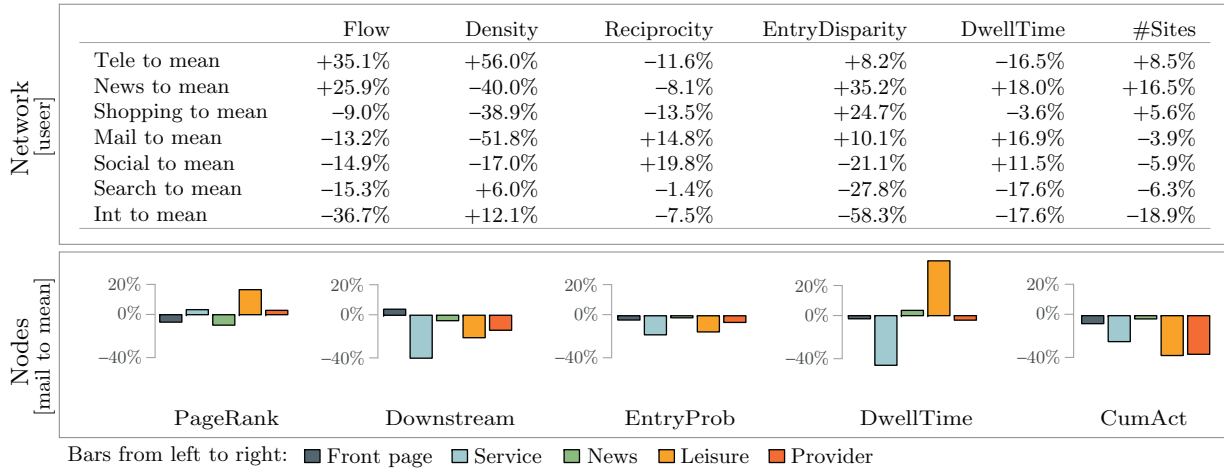 Flow Density Reciprocity EntryDisparity DwellTime #Sites
Tele to mean +35.1% +56.0% –11.6% +8.2% –16.5% +8.5%
News to mean +25.9% –40.0% –8.1% +35.2% +18.0% +16.5%
Shopping to mean –9.0% –38.9% –13.5% +24.7% –3.6% +5.6%
Mail to mean –13.2% –51.8% +14.8% +10.1% +16.9% –3.9%
Social to mean –14.9% –17.0% +19.8% –21.1% +11.5% –5.9%
Search to mean –15.3% +6.0% –1.4% –27.8% –17.6% –6.3%
Int to mean –36.7% +12.1% –7.5% –58.3% –17.6% –18.9%
Network
[useer]
20% 20% 20% 20% 20%
0% 0% 0% 0% 0%
–40% –40% –40% –40% –40%
PageRank Downstream EntryProb DwellTime CumAct
Nodes
[mail to mean]
Bars from left to right: Front page Service News Leisure Provider